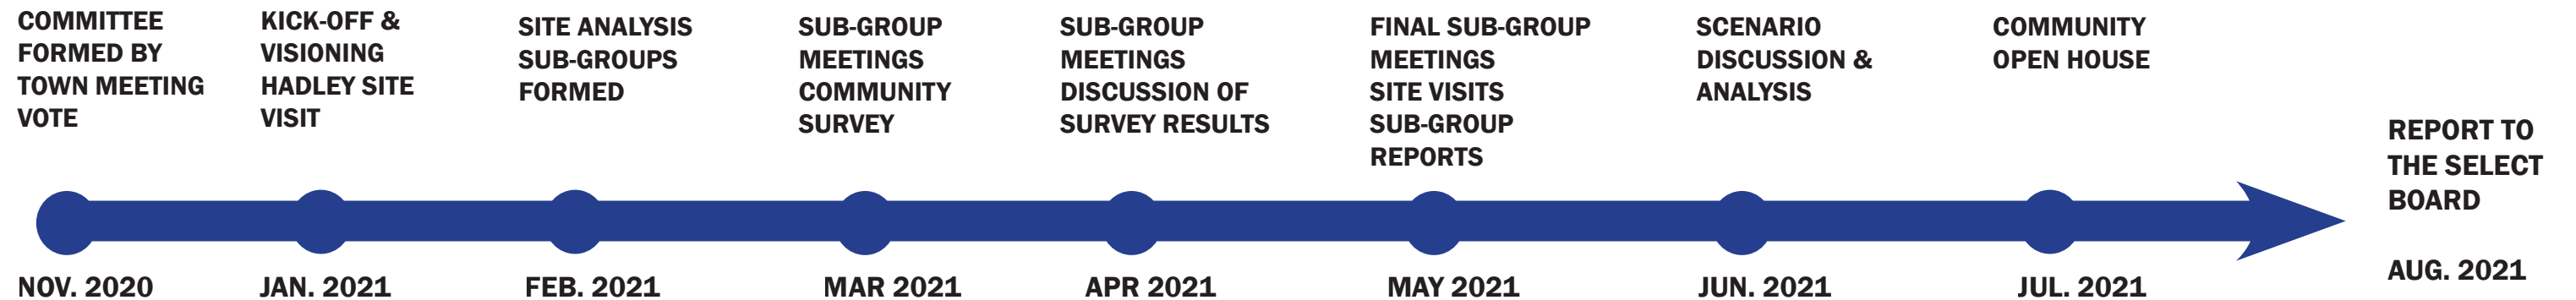 COMMITTEE
FORMED BY
TOWN MEETING
VOTE
NOV. 2020
KICK-OFF &
VISIONING
HADLEY SITE
VISIT
JAN. 2021
SITE ANALYSIS
SUB-GROUPS
FORMED
FEB. 2021
SUB-GROUP
MEETINGS
COMMUNITY
SURVEY
MAR 2021
SUB-GROUP
MEETINGS
DISCUSSION OF
SURVEY RESULTS
APR 2021
FINAL SUB-GROUP
MEETINGS
SITE VISITS
SUB-GROUP
REPORTS
MAY 2021
SCENARIO
DISCUSSION &
ANALYSIS
JUN. 2021
COMMUNITY
OPEN HOUSE
JUL. 2021
REPORT TO
THE SELECT
BOARD
AUG. 2021